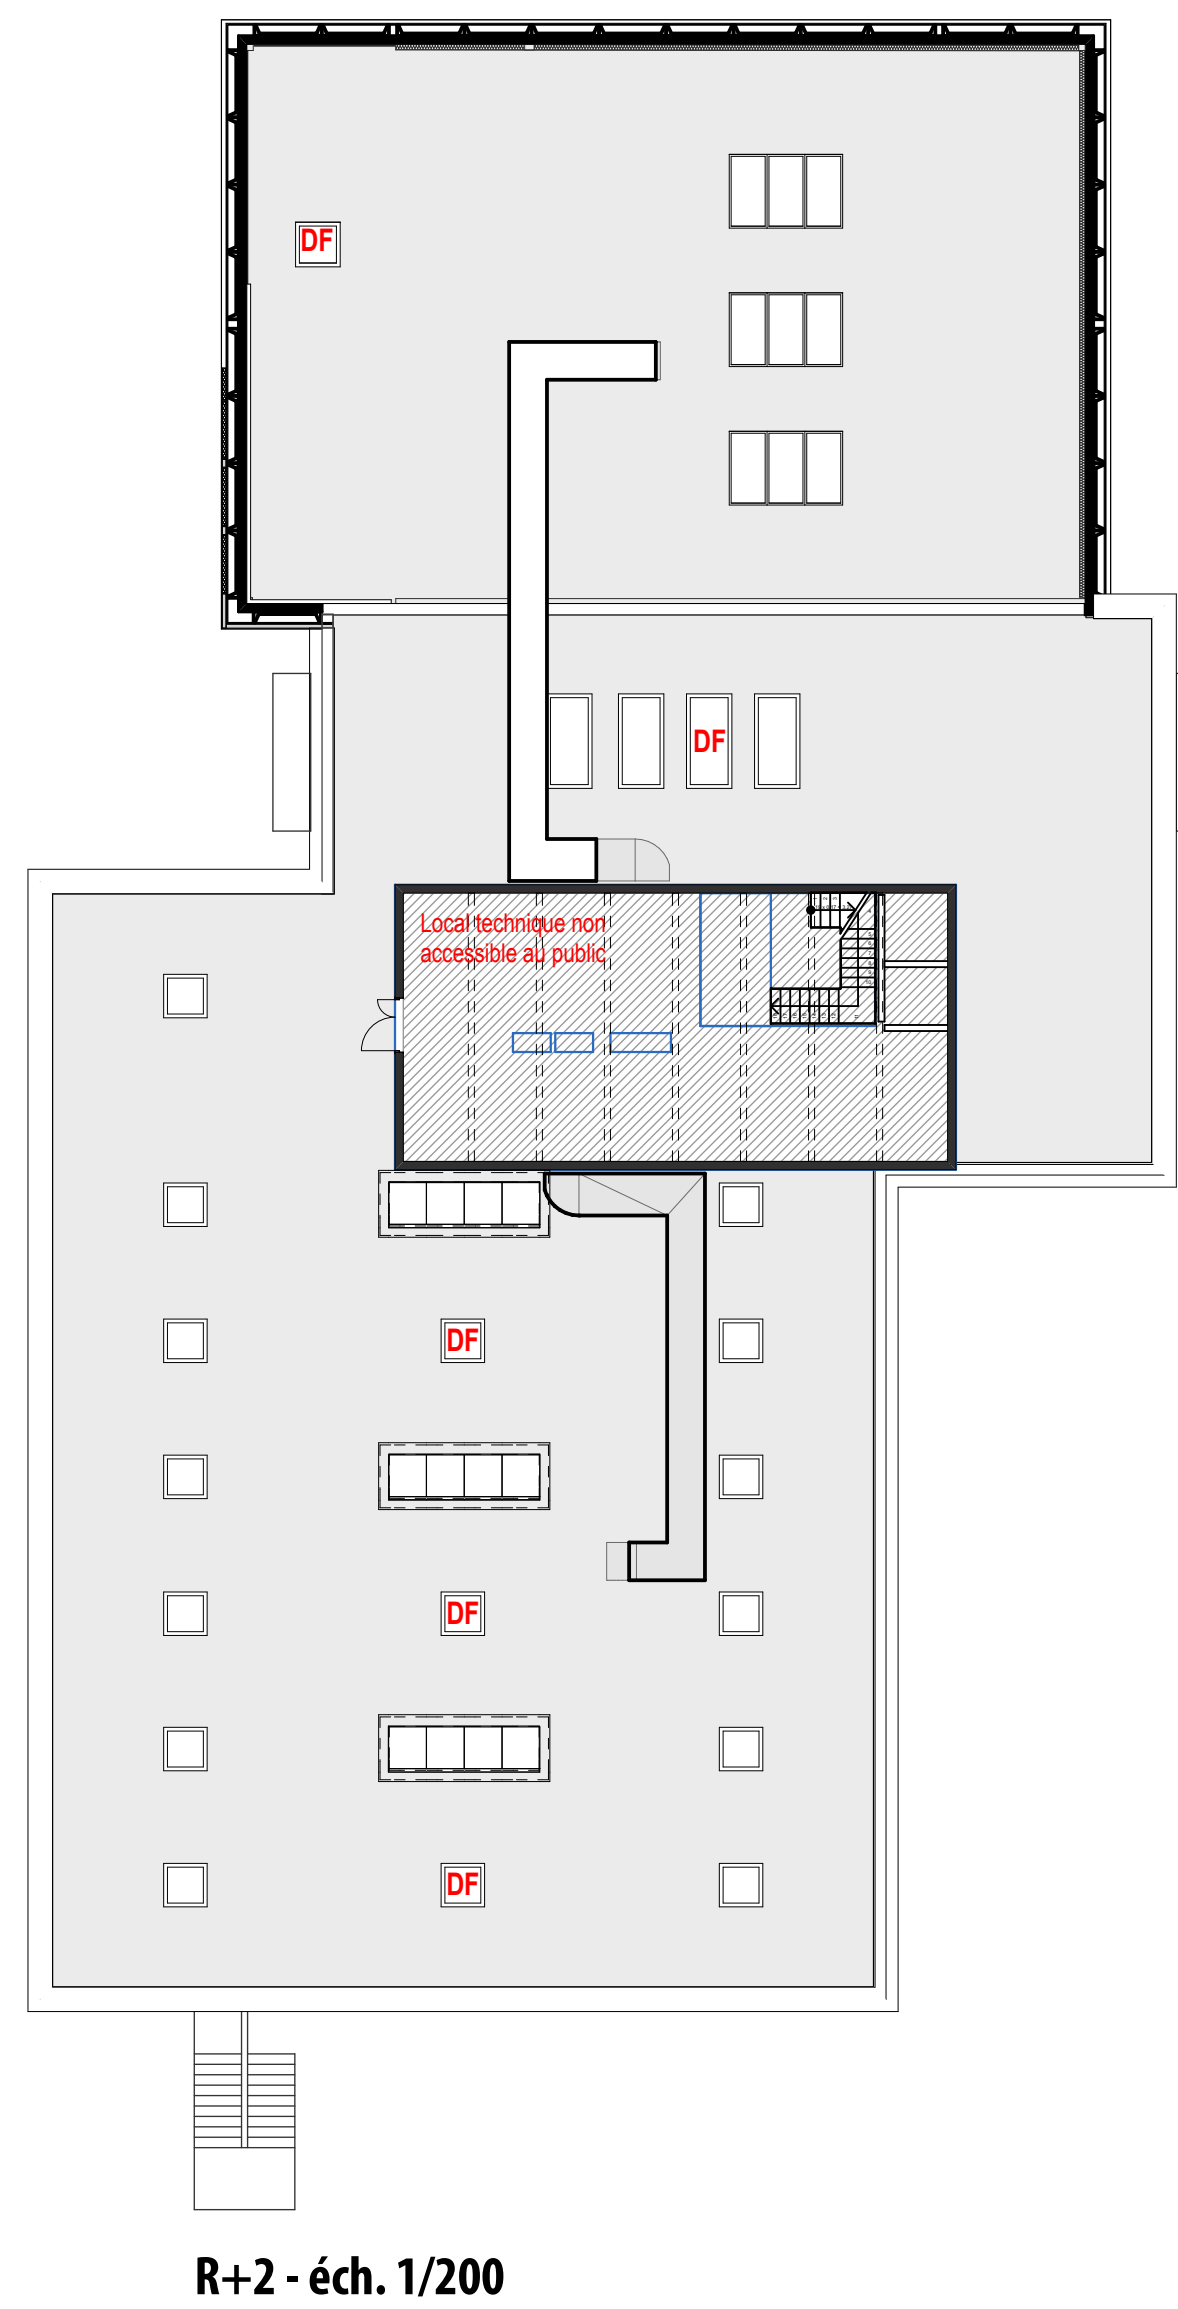 DF
DF
Local technique non
accessible au public
DF
DF
DF
R+2 - éch. 1/200